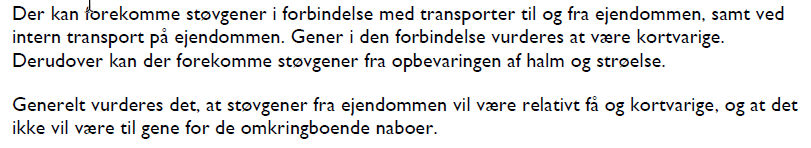 Der kan forekomme støvgener i forbindelse med transporter til og fra ejendommen, samt ved
intern transport på ejendommen. Gener i den forbindelse vurderes at være kortvarige.
Derudover kan der forekomme støvgener fra opbevaringen af halm og strøelse.
Generelt vurderes det, at støvgener fra ejendommen vil være relativt få og kortvarige, og at det
ikke vil være til gene for de omkringboende naboer.